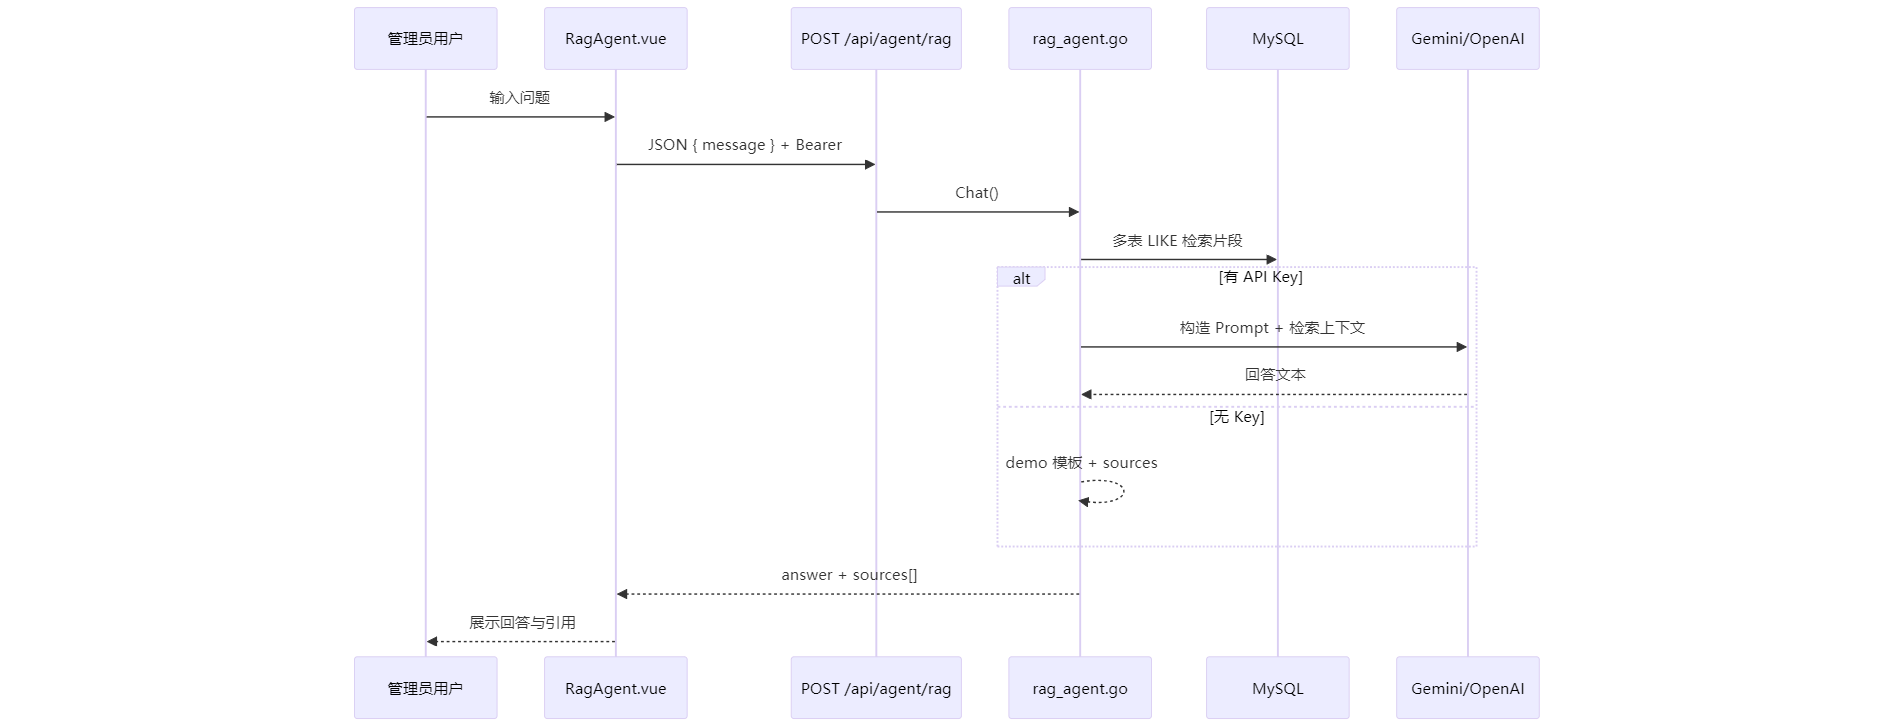 管理员用户
RagAgent.vue
POST /api/agent/rag
rag_agent.go
MySQL
Gemini/OpenAI
输入问题
JSON { message } + Bearer
Chat()
多表 LIKE 检索片段
alt
[有 API Key]
构造 Prompt + 检索上下文
回答文本
[无 Key]
demo 模板 + sources
answer + sources[]
展示回答与引用
管理员用户
RagAgent.vue
POST /api/agent/rag
rag_agent.go
MySQL
Gemini/OpenAI